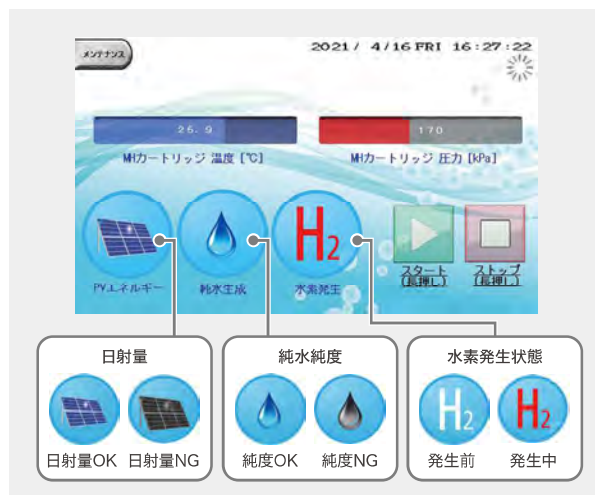 メンテナンス
2021/ 4/16 FRI 16:27:22
26.9
170
MHカートリッジ 温度 [℃]
MHカートリッジ 圧力 [kPa]
H2
PVエネルギー
純水生成
水素発生
スタート
(長押し)
ストップ
(長押し)
日射量
日射量OK
日射量NG
純水純度
純度OK
純度NG
水素発生状態
H2
H2
発生前
発生中